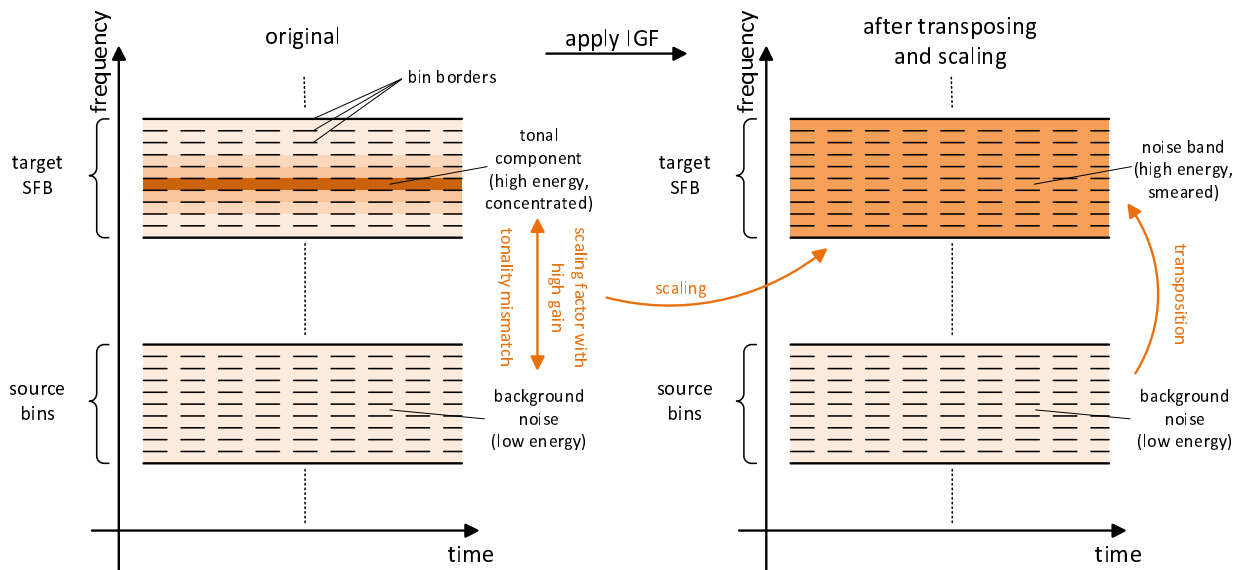 original
apply IGF
after transposing
and scaling
frequency
bin borders
target
SFB
tonal
component
(high energy,
concentrated)
tonality mismatch
scaling factor with
high gain
source
bins
background
noise
(low energy)
time
scaling
frequency
target
SFB
noise band
(high energy,
smeared)
transposition
source
bins
background
noise
(low energy)
time